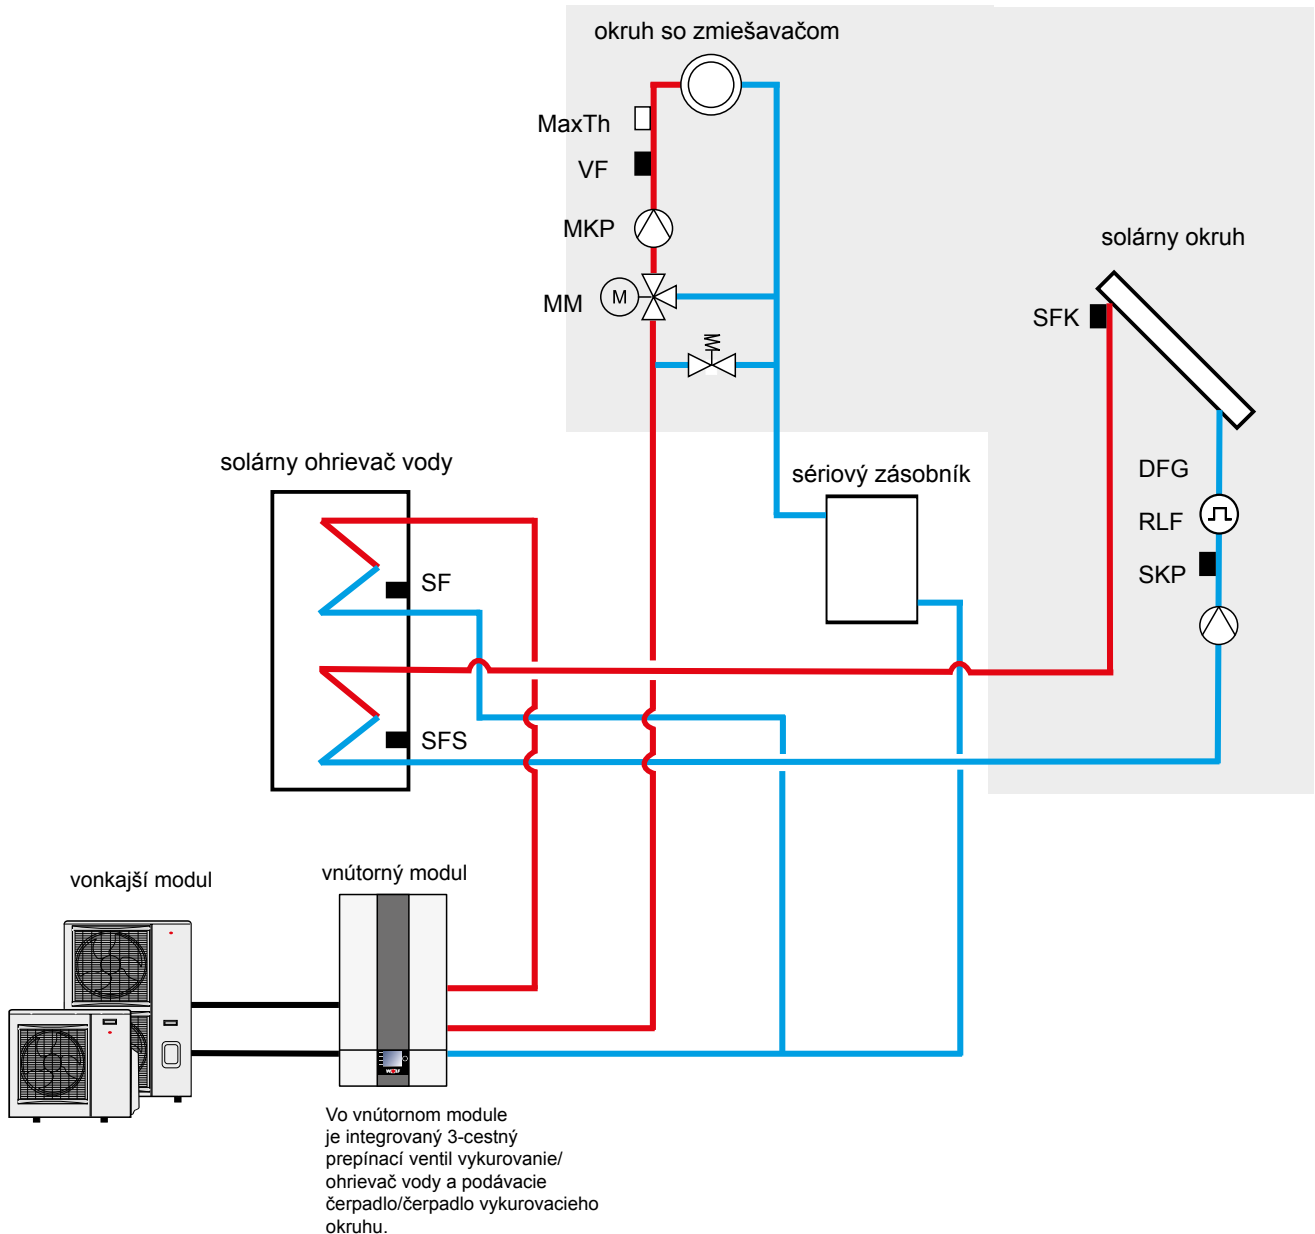 okruh so zmiešavačom
MaxTh
VF
MKP
MM
M
solárny okruh
SFK
DFG
RLF
SKP
solárny ohrievač vody
SF
SFS
sériový zásobník
vonkajší modul
vnútorný modul
WOLF
Vo vnútornom module
je integrovaný 3-cestný
prepínací ventil vykurovanie/
ohrievač vody a podávacie
čerpadlo/čerpadlo vykurovacieho
okruhu.